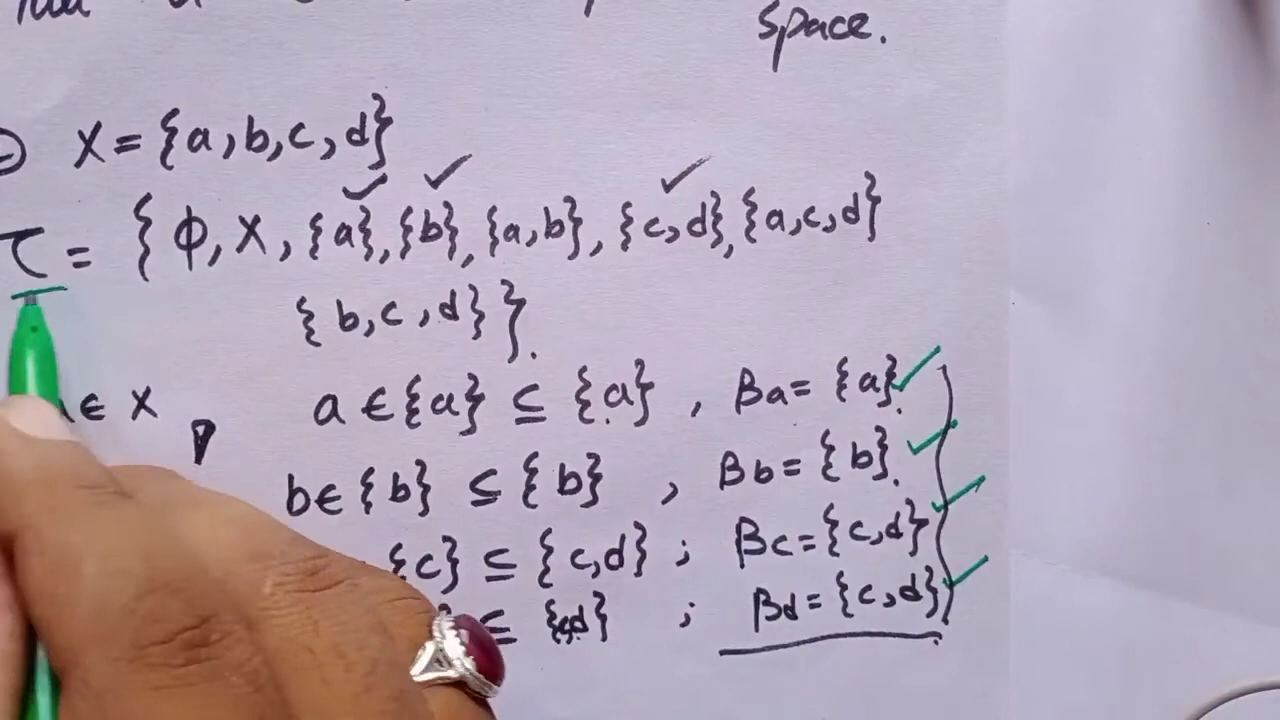 space.
X = {a,b,c,d}
τ = { φ, X, {a}, {b}, {a,b}, {c,d}, {a,c,d}
{b,c,d} }.
∈ X , a ∈ {a} ⊆ {a} , βa = {a}.
b ∈ {b} ⊆ {b} , βb = {b}.
{c} ⊆ {c,d} ; βc = {c,d}
⊆ {c,d} ; βd = {c,d}